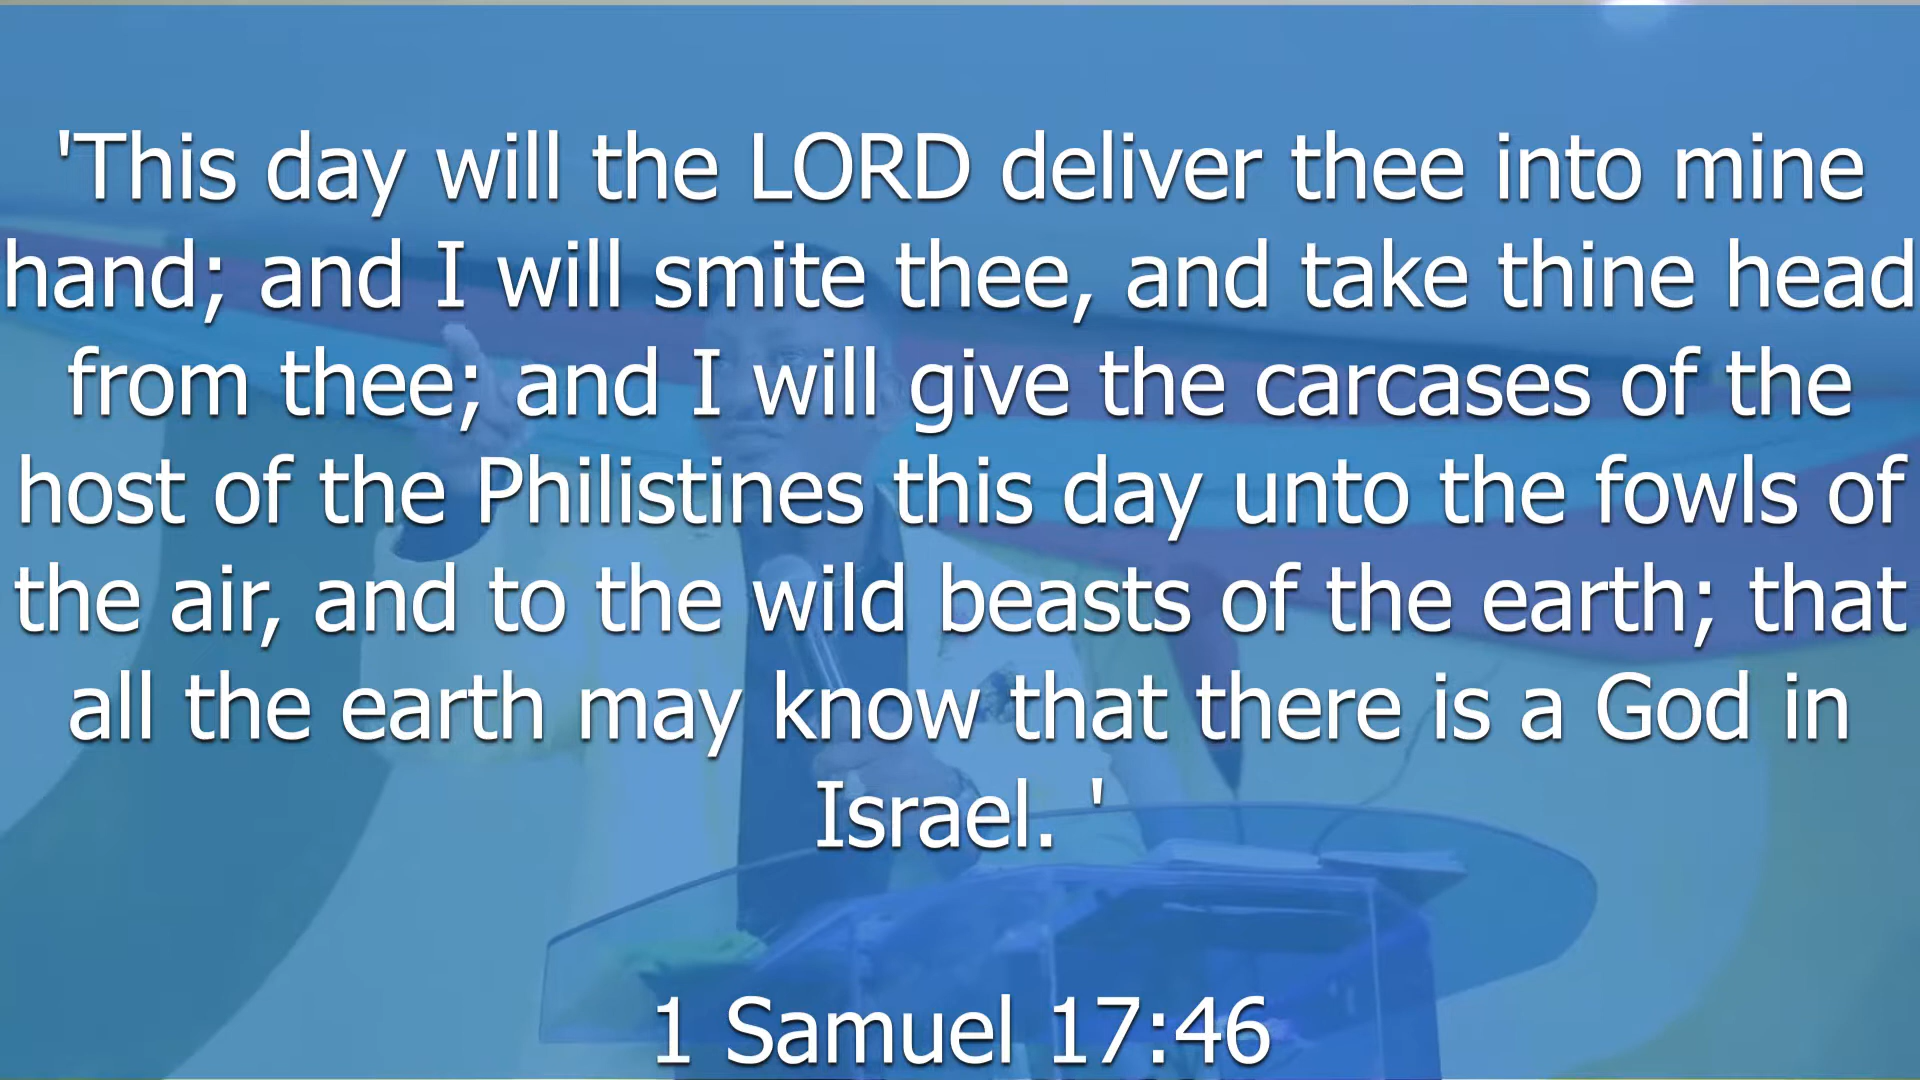 'This day will the LORD deliver thee into mine
hand; and I will smite thee, and take thine head
from thee; and I will give the carcases of the
host of the Philistines this day unto the fowls of
the air, and to the wild beasts of the earth; that
all the earth may know that there is a God in
Israel. '
1 Samuel 17:46